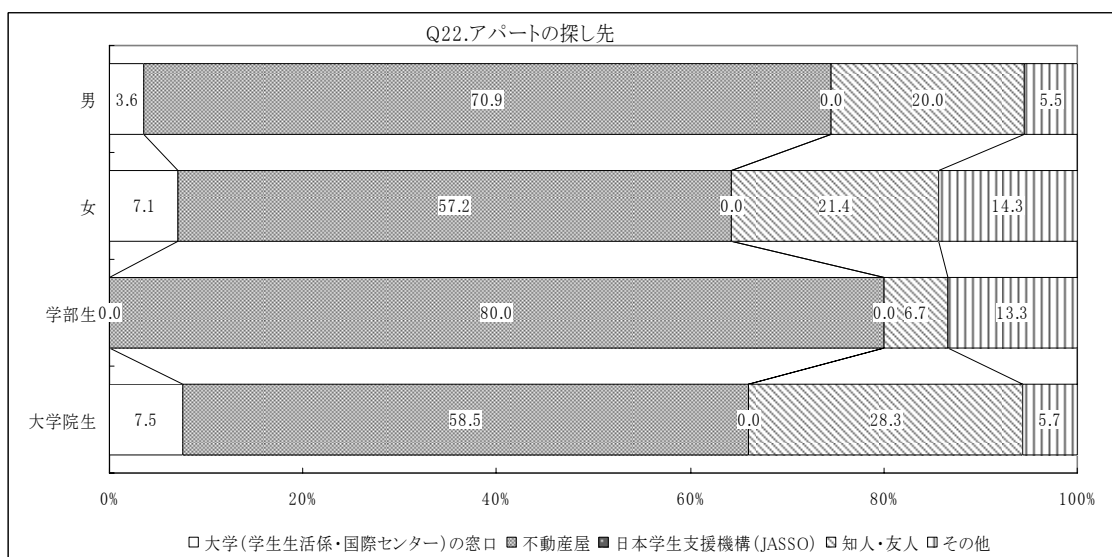 Q22.アパートの探し先
男 3.6 70.9 0.0 20.0 5.5
女 7.1 57.2 0.0 21.4 14.3
学部生 0.0 80.0 0.0 6.7 13.3
大学院生 7.5 58.5 0.0 28.3 5.7
0% 20% 40% 60% 80% 100%
大学(学生生活係・国際センター)の窓口 不動産屋 日本学生支援機構(JASSO) 知人・友人 その他